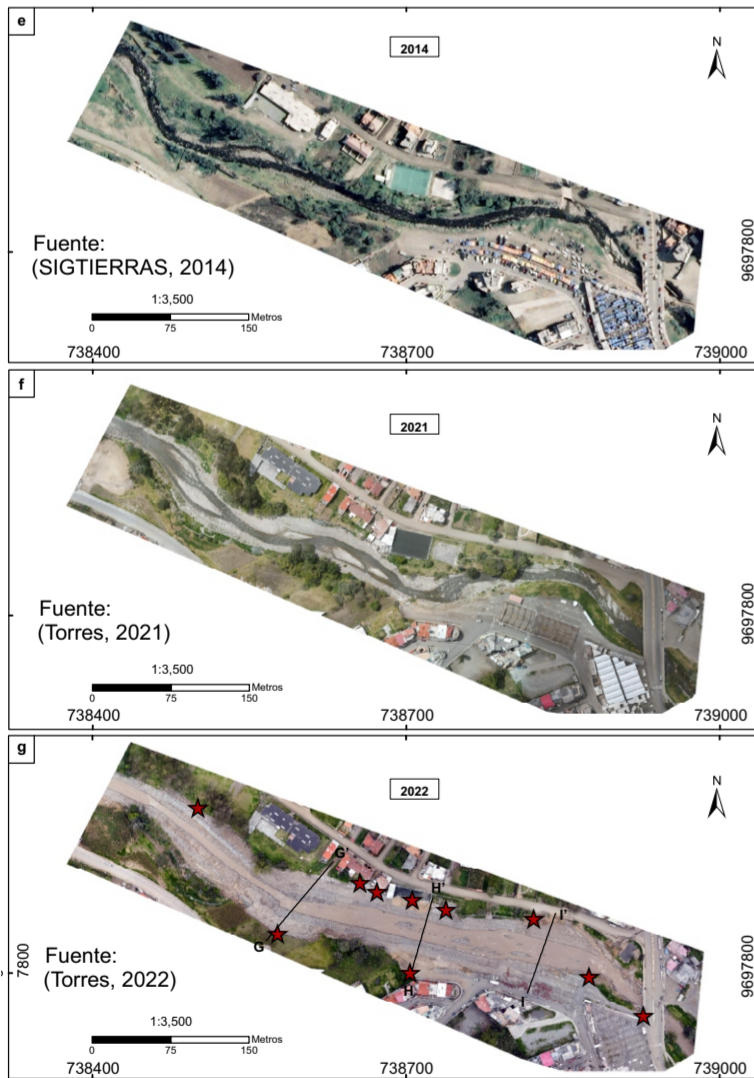 e
2014
N
Fuente:
(SIGTIERRAS, 2014)
1:3,500
Metros
0 75 150
9697800
738400 738700 739000
f
2021
N
Fuente:
(Torres, 2021)
1:3,500
Metros
0 75 150
9697800
738400 738700 739000
g
2022
N
G'
H'
I'
G
H
I
7800
Fuente:
(Torres, 2022)
1:3,500
Metros
0 75 150
9697800
738400 738700 739000